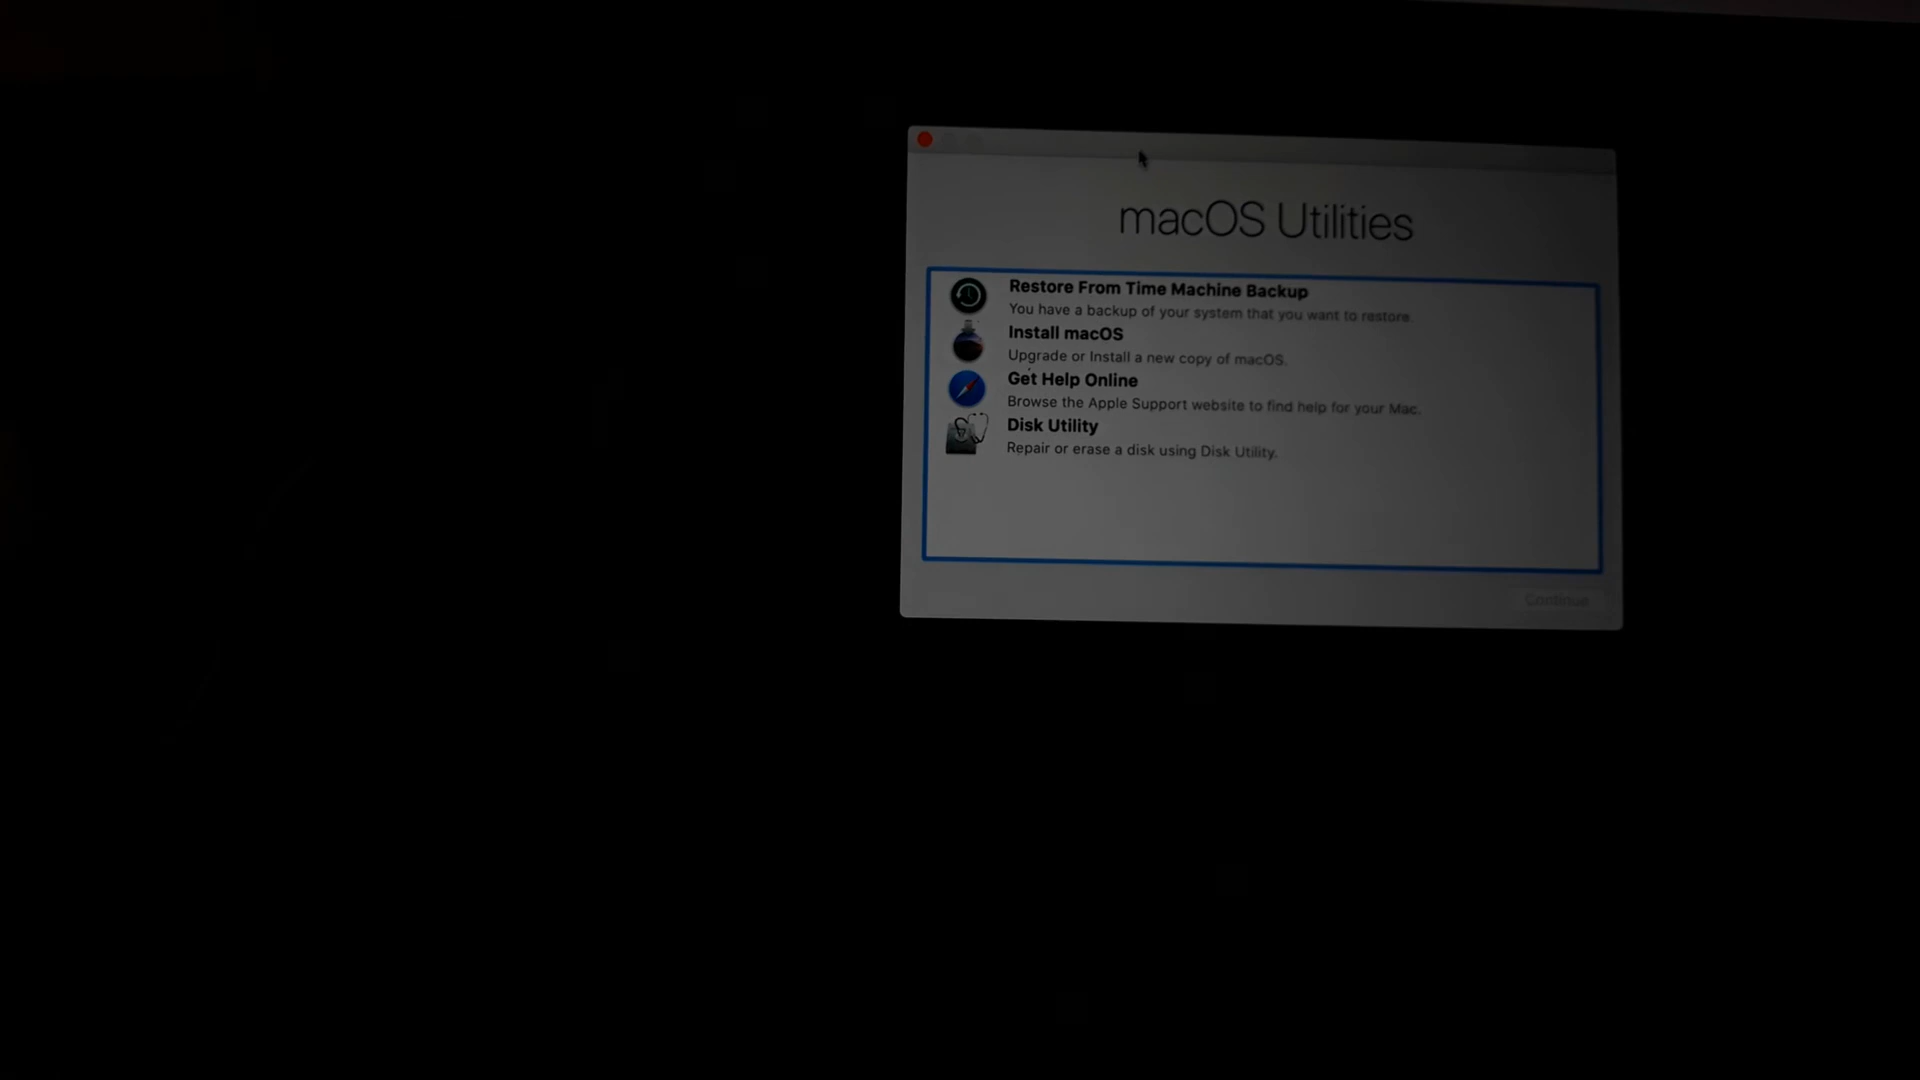 macOS Utilities
Restore From Time Machine Backup
You have a backup of your system that you want to restore.
Install macOS
Upgrade or Install a new copy of macOS.
Get Help Online
Browse the Apple Support website to find help for your Mac.
Disk Utility
Repair or erase a disk using Disk Utility.
Continue